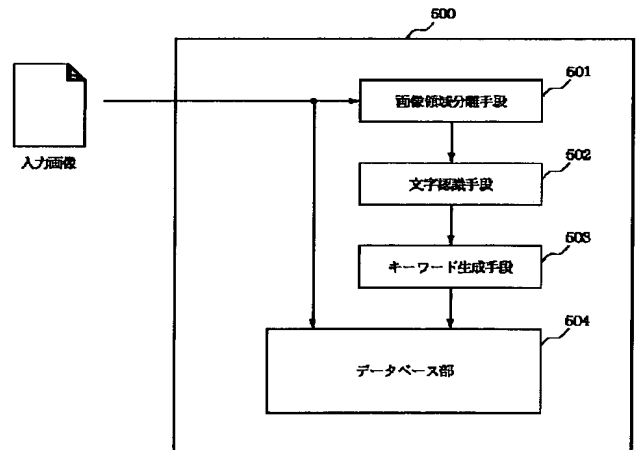 500
501
画像領域分離手段
入力画像
502
文字認識手段
503
キーワード生成手段
504
データベース部